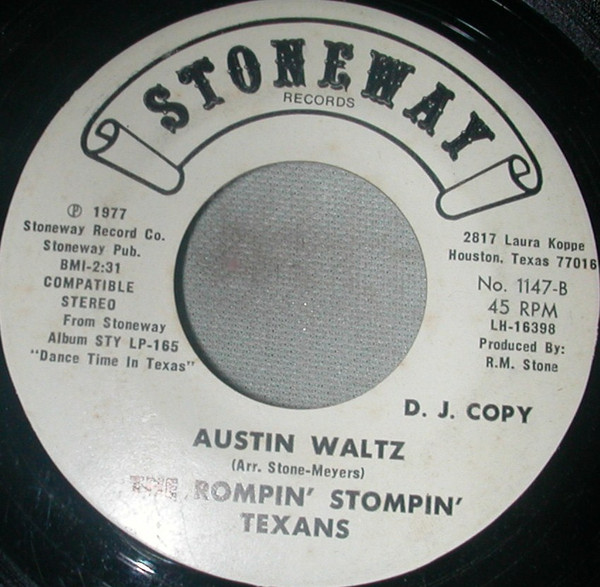 STONEWAY
RECORDS
℗ 1977
Stoneway Record Co.
Stoneway Pub.
BMI-2:31
COMPATIBLE
STEREO
From Stoneway
Album STY LP-165
"Dance Time In Texas"
2817 Laura Koppe
Houston, Texas 77016
No. 1147-B
45 RPM
LH-16398
Produced By:
R.M. Stone
D. J. COPY
AUSTIN WALTZ
(Arr. Stone-Meyers)
ROMPIN' STOMPIN'
TEXANS